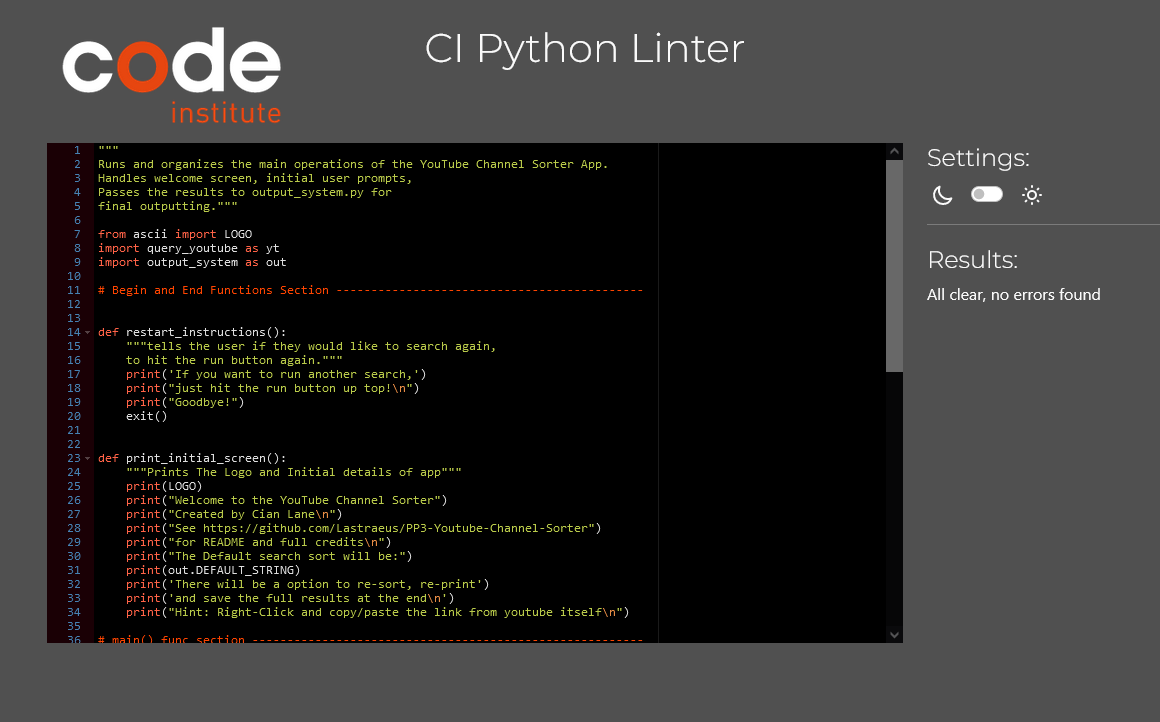 code
institute
CI Python Linter
1 """
2 Runs and organizes the main operations of the YouTube Channel Sorter App.
3 Handles welcome screen, initial user prompts,
4 Passes the results to output_system.py for
5 final outputting."""
6
7 from ascii import LOGO
8 import query_youtube as yt
9 import output_system as out
10
11 # Begin and End Functions Section --------------------------------------------
12
13
14 def restart_instructions():
15     """tells the user if they would like to search again,
16     to hit the run button again."""
17     print('If you want to run another search,')
18     print("just hit the run button up top!\n")
19     print("Goodbye!")
20     exit()
21
22
23 def print_initial_screen():
24     """Prints The Logo and Initial details of app"""
25     print(LOGO)
26     print("Welcome to the YouTube Channel Sorter")
27     print("Created by Cian Lane\n")
28     print("See https://github.com/Lastraeus/PP3-Youtube-Channel-Sorter")
29     print("for README and full credits\n")
30     print("The Default search sort will be:")
31     print(out.DEFAULT_STRING)
32     print('There will be a option to re-sort, re-print')
33     print('and save the full results at the end\n')
34     print("Hint: Right-Click and copy/paste the link from youtube itself\n")
35
36 # main() func section --------------------------------------------------------
Settings:
Results:
All clear, no errors found